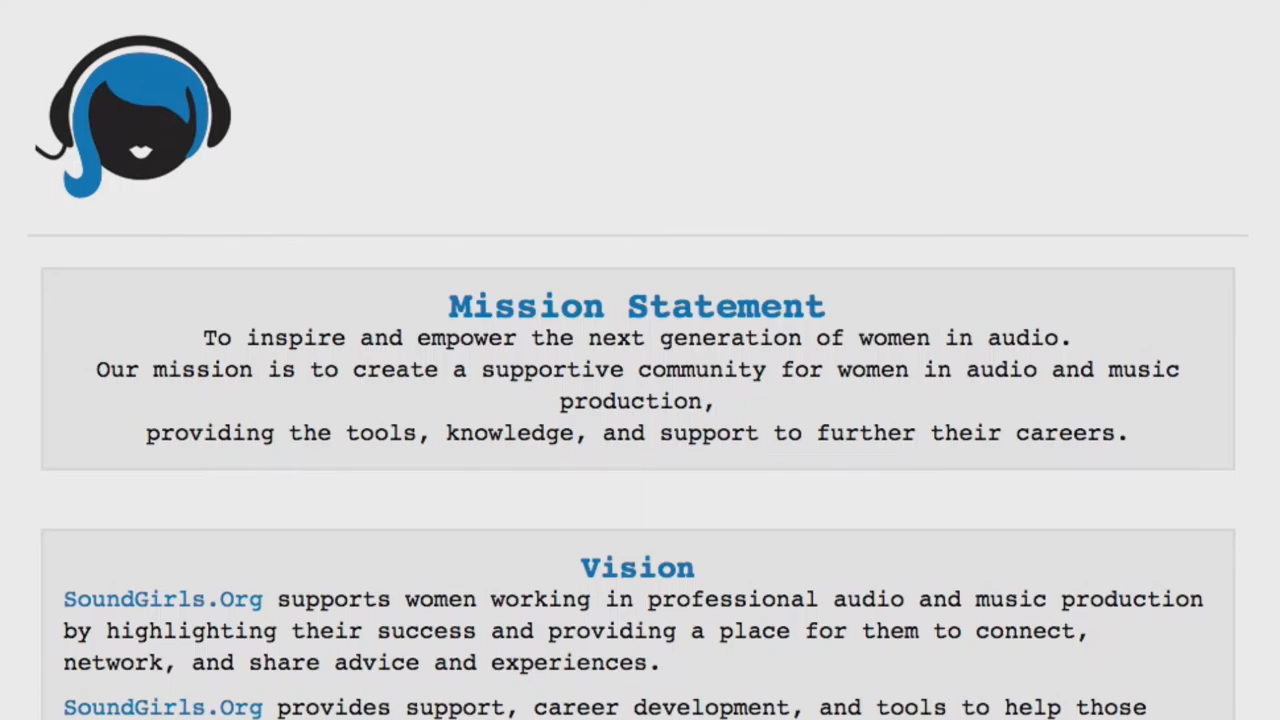 Mission Statement
To inspire and empower the next generation of women in audio.
Our mission is to create a supportive community for women in audio and music
production,
providing the tools, knowledge, and support to further their careers.
Vision
SoundGirls.Org supports women working in professional audio and music production
by highlighting their success and providing a place for them to connect,
network, and share advice and experiences.
SoundGirls.Org provides support, career development, and tools to help those